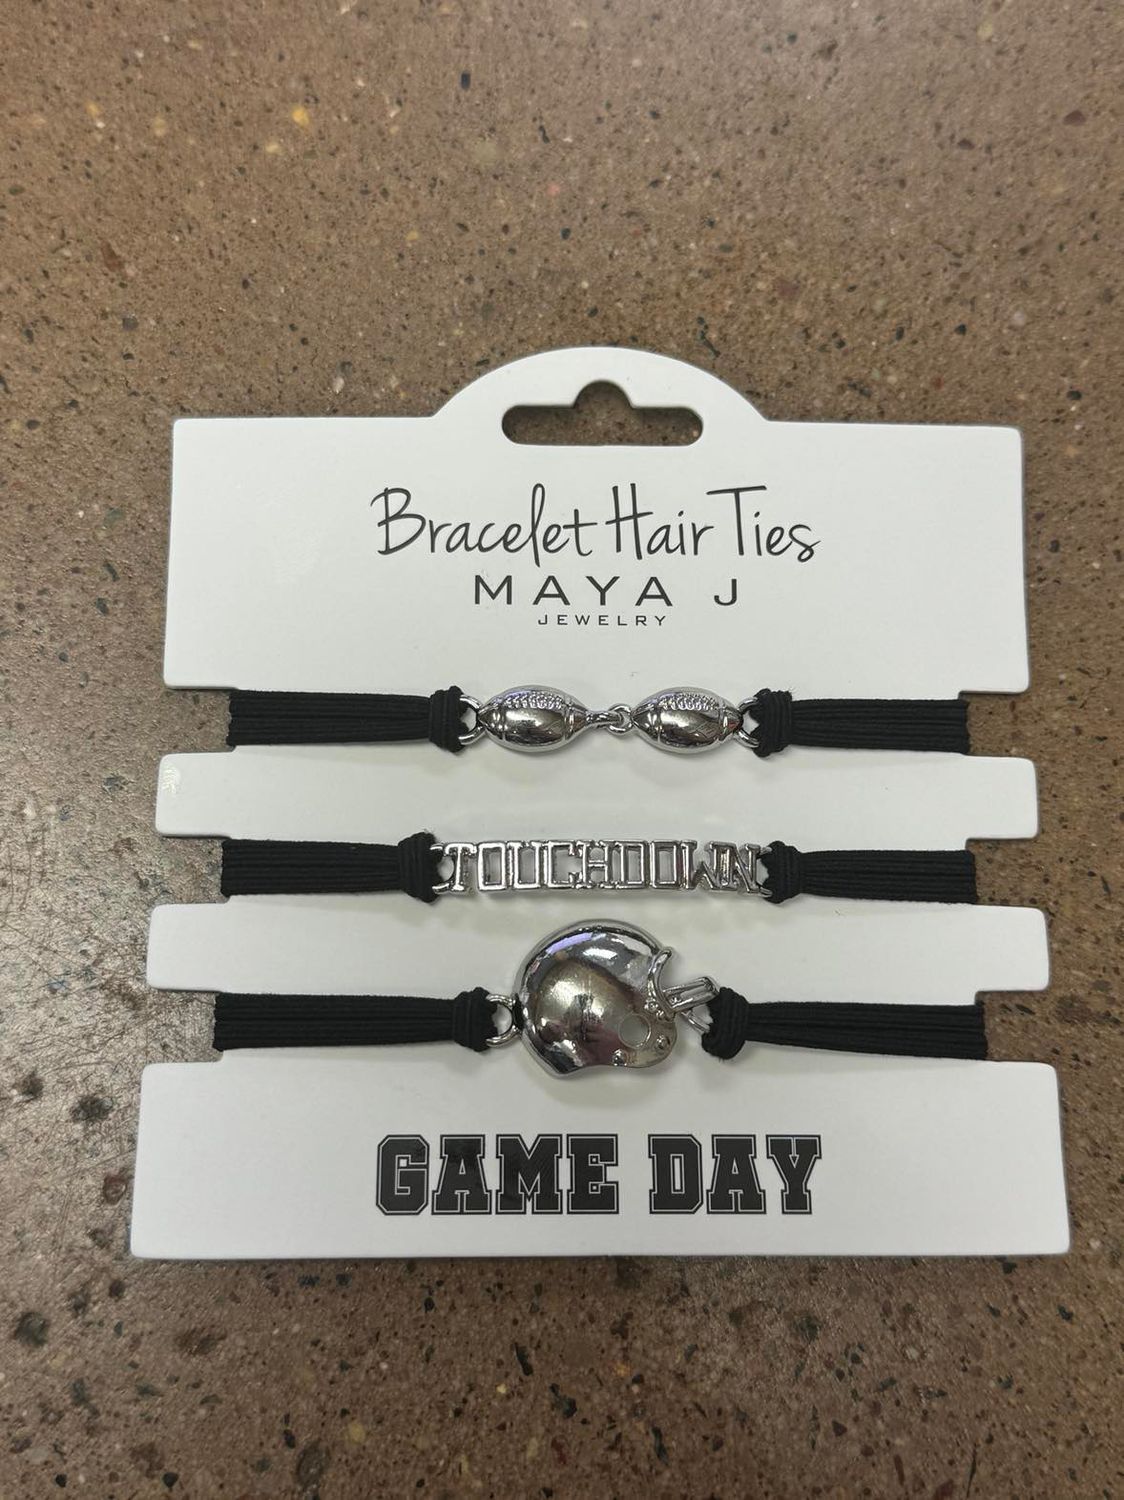 Bracelet Hair Ties
MAYA J
JEWELRY
TOUCHDOWN
GAME DAY